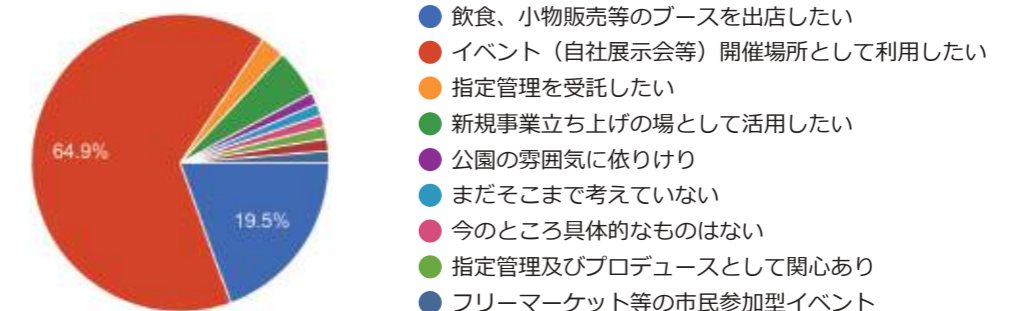 64.9%
19.5%
飲食、小物販売等のブースを出店したい
イベント（自社展示会等）開催場所として利用したい
指定管理を受託したい
新規事業立ち上げの場として活用したい
公園の雰囲気に依りけり
まだそこまで考えていない
今のところ具体的なものはない
指定管理及びプロデュースとして関心あり
フリーマーケット等の市民参加型イベント